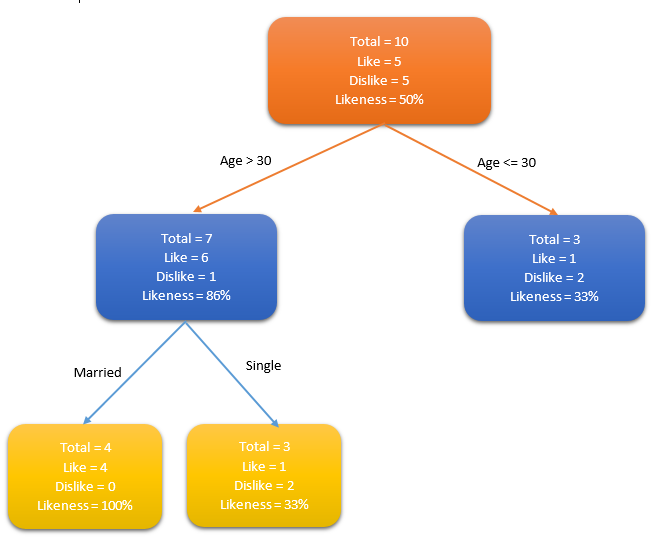 Total = 10
Like = 5
Dislike = 5
Likeness = 50%
Age > 30
Age <= 30
Total = 7
Like = 6
Dislike = 1
Likeness = 86%
Total = 3
Like = 1
Dislike = 2
Likeness = 33%
Married
Single
Total = 4
Like = 4
Dislike = 0
Likeness = 100%
Total = 3
Like = 1
Dislike = 2
Likeness = 33%